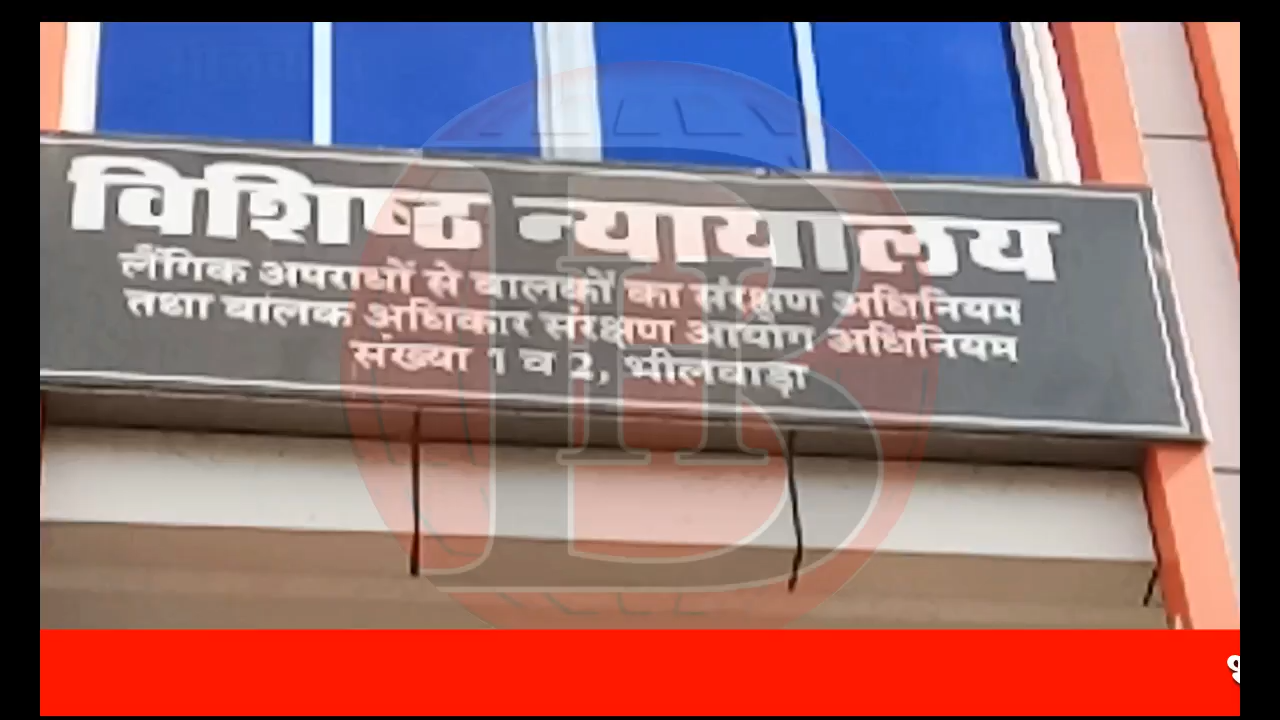 विशिष्ठ न्यायालय
लैंगिक अपराधों से बालकों का संरक्षण अधिनियम
तथा बालक अधिकार संरक्षण आयोग अधिनियम
संख्या 1 व 2, भीलवाड़ा